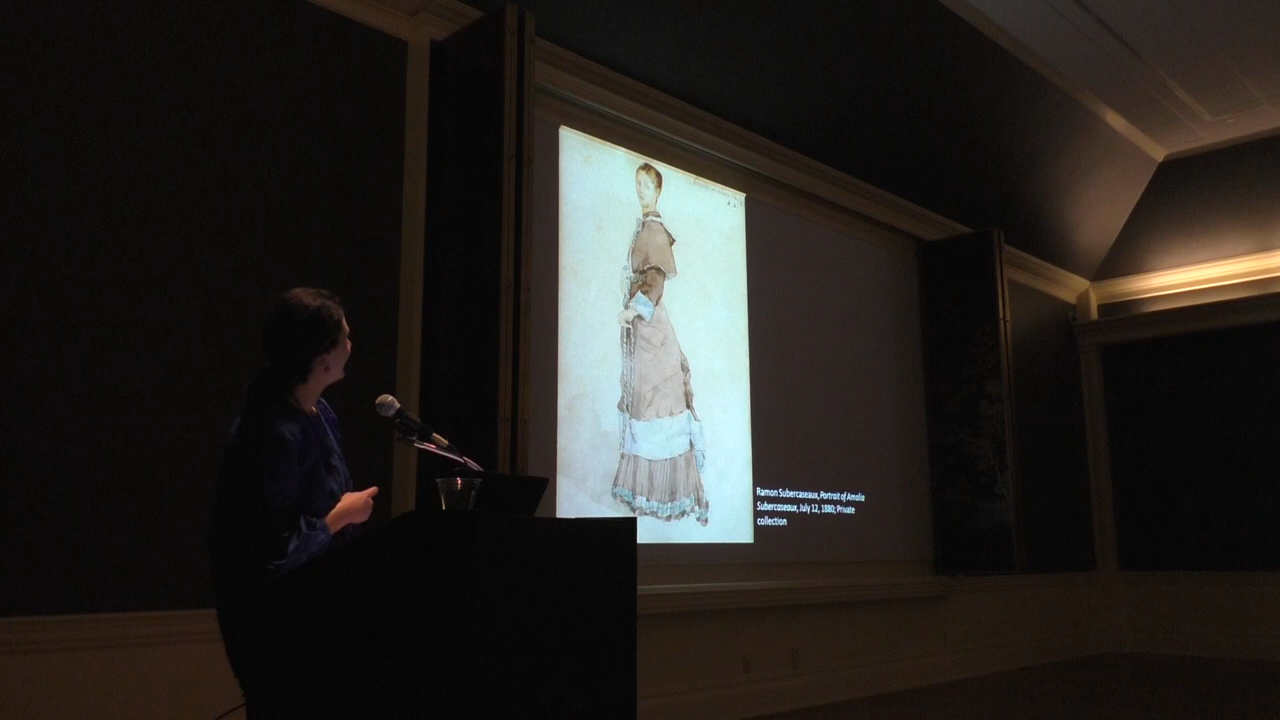 Ramon Subercaseaux, Portrait of Amalia
Subercaseaux, July 12, 1880; Private
collection